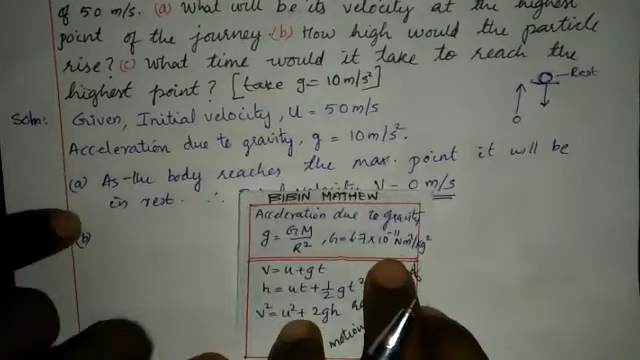 of 50 m/s. (a) What will be its velocity at the highest
point of the journey (b) How high would the particle
rise? (c) What time would it take to reach the
highest point? [take g = 10 m/s²]
Rest
Soln: Given, Initial velocity, u = 50 m/s
Acceleration due to gravity, g = 10 m/s².
(a) As the body reaches the max. point it will be
in rest. ∴ velocity V = 0 m/s
(b)
BIBIN MATHEW
Acceleration due to gravity
g = GM/R², G = 6.7 × 10⁻¹¹ Nm²/kg²
V = u + gt
h = ut + 1/2 gt²
V² = u² + 2gh
motion